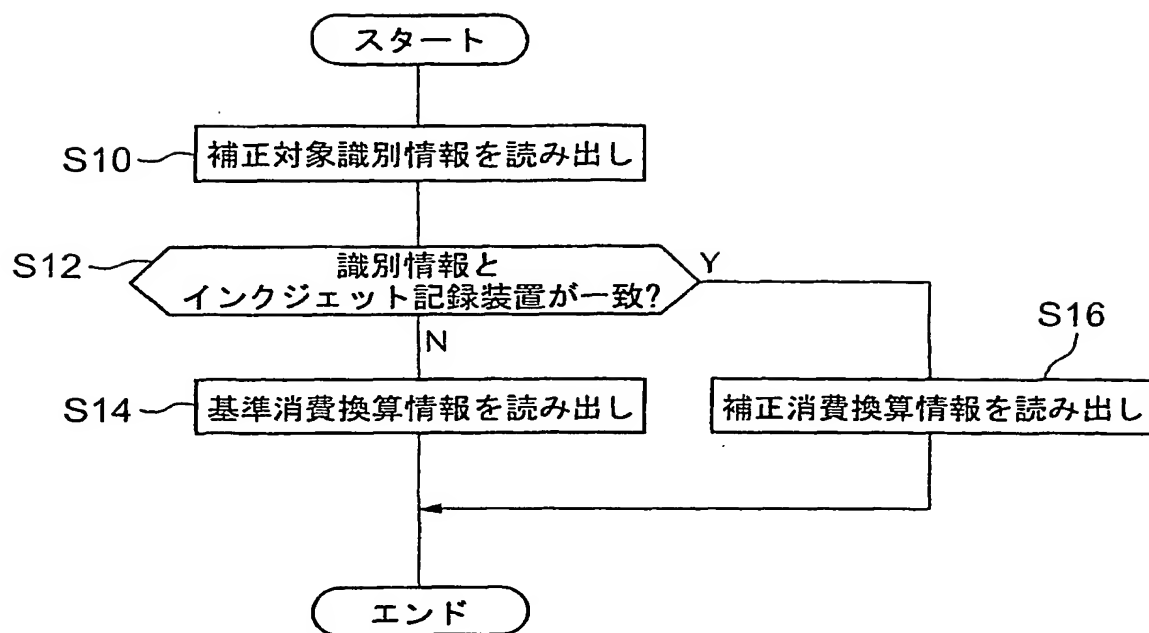 スタート
S10
補正対象識別情報を読み出し
S12
識別情報と
インクジェット記録装置が一致?
Y
N
S16
S14
基準消費換算情報を読み出し
補正消費換算情報を読み出し
エンド